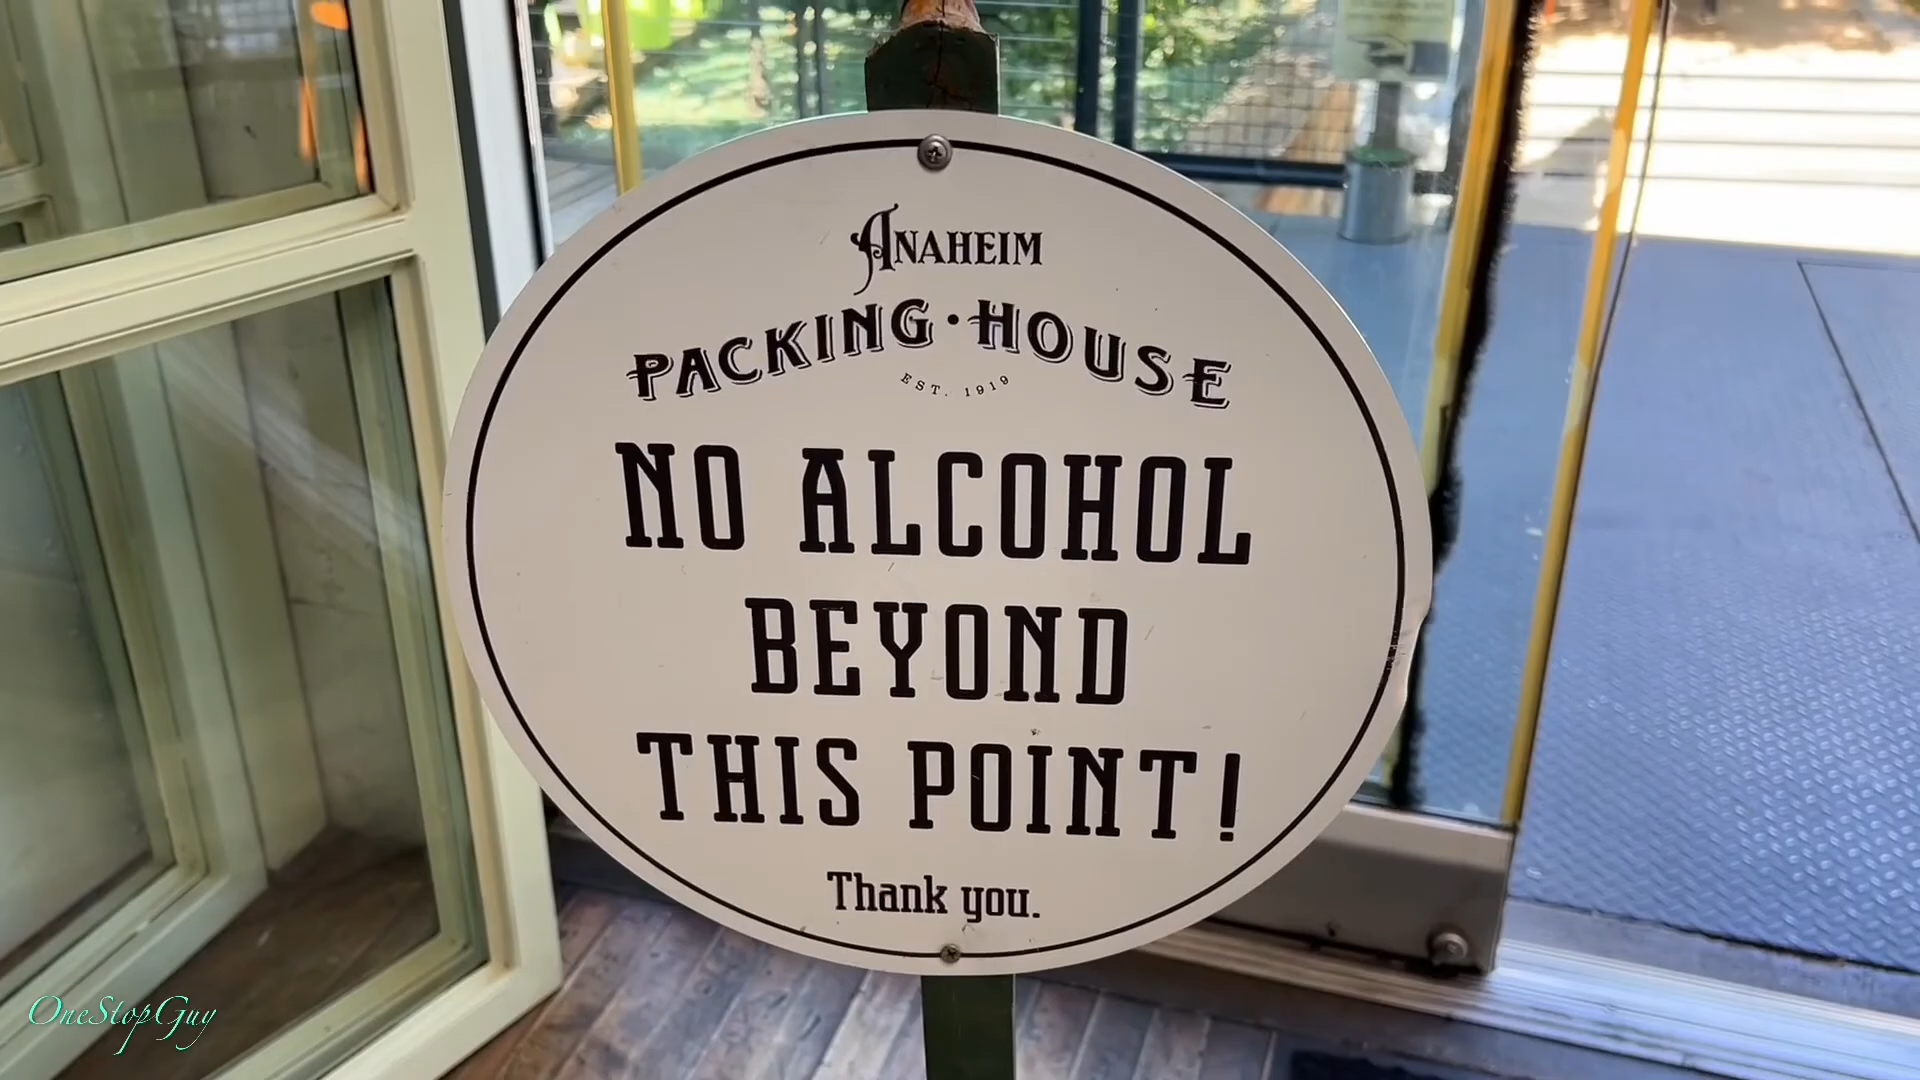 ANAHEIM
PACKING·HOUSE
EST. 1919
NO ALCOHOL
BEYOND
THIS POINT!
Thank you.
OneStopGuy